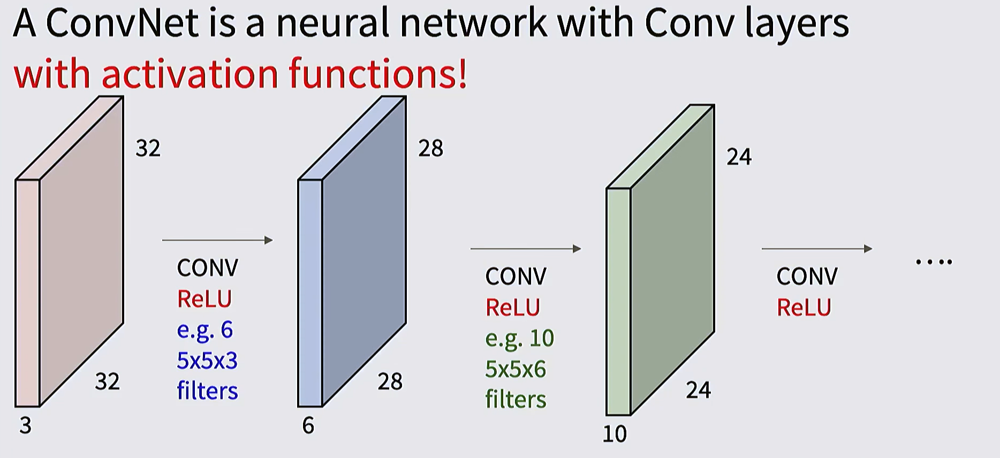 A ConvNet is a neural network with Conv layers
with activation functions!
32
32
3
CONV
ReLU
e.g. 6
5x5x3
filters
28
28
6
CONV
ReLU
e.g. 10
5x5x6
filters
24
24
10
CONV
ReLU
....